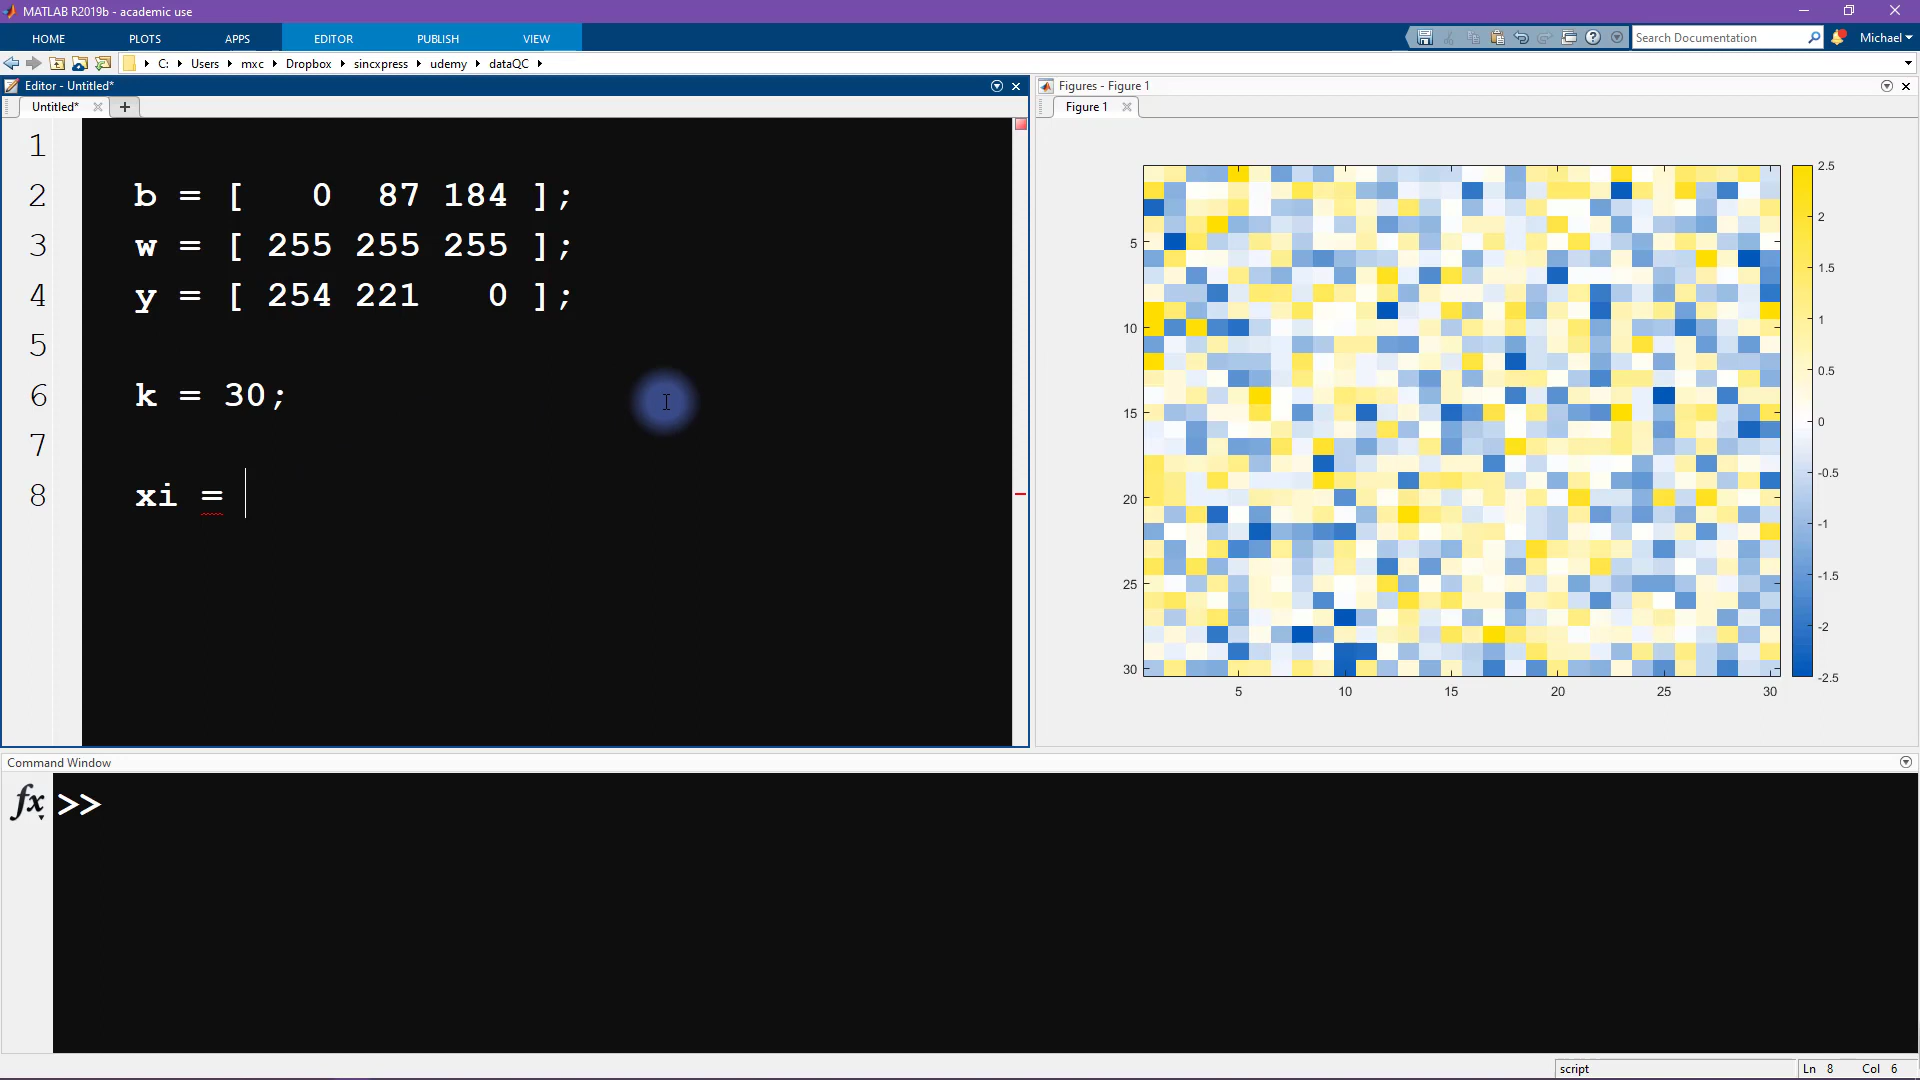 MATLAB R2019b - academic use
HOME PLOTS APPS EDITOR PUBLISH VIEW Search Documentation Michael
C: Users mxc Dropbox sincxpress udemy dataQC
Editor - Untitled*
Untitled*
Figures - Figure 1
Figure 1
1
2 b = [ 0 87 184 ];
3 w = [ 255 255 255 ];
4 y = [ 254 221 0 ];
5
6 k = 30;
7
8 xi =
5
10
15
20
25
30
5 10 15 20 25 30
2.5
2
1.5
1
0.5
0
-0.5
-1
-1.5
-2
-2.5
Command Window
fx >>
script Ln 8 Col 6